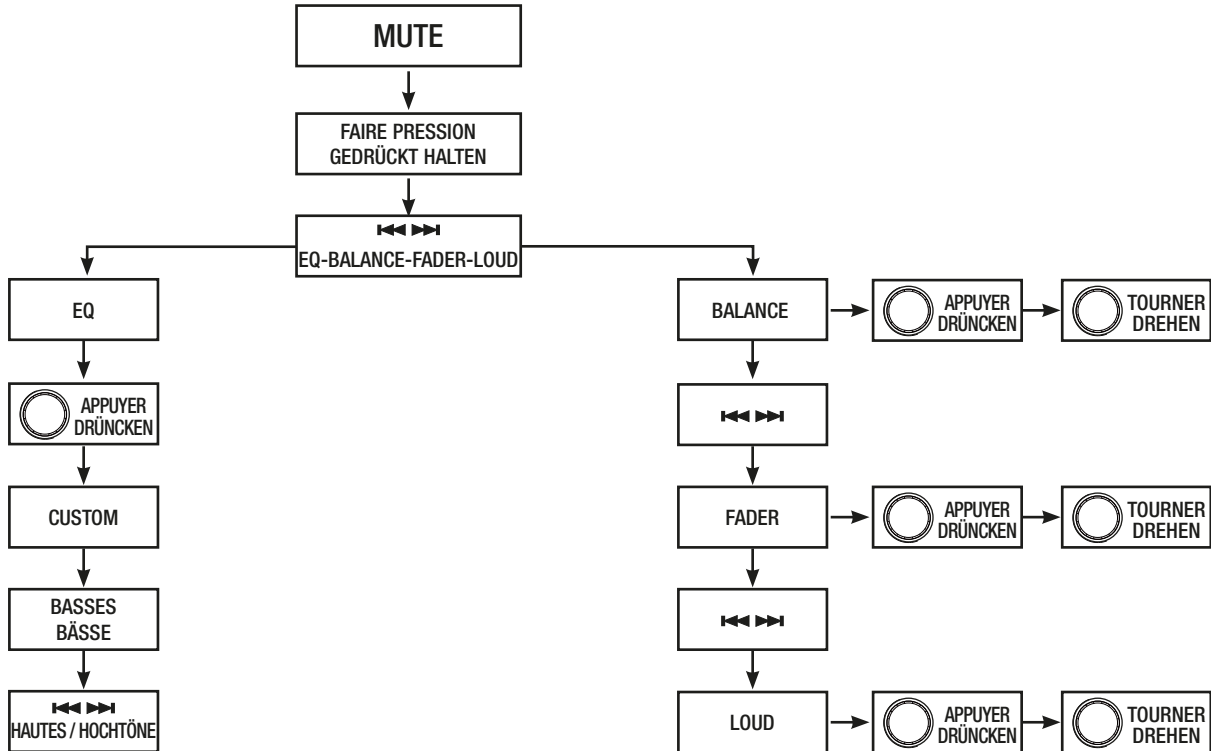 MUTE
FAIRE PRESSION
GEDRÜCKT HALTEN
EQ-BALANCE-FADER-LOUD
EQ
APPUYER
DRÜNCKEN
CUSTOM
BASSES
BÄSSE
HAUTES / HOCHTÖNE
BALANCE
APPUYER
DRÜNCKEN
TOURNER
DREHEN
FADER
APPUYER
DRÜNCKEN
TOURNER
DREHEN
LOUD
APPUYER
DRÜNCKEN
TOURNER
DREHEN